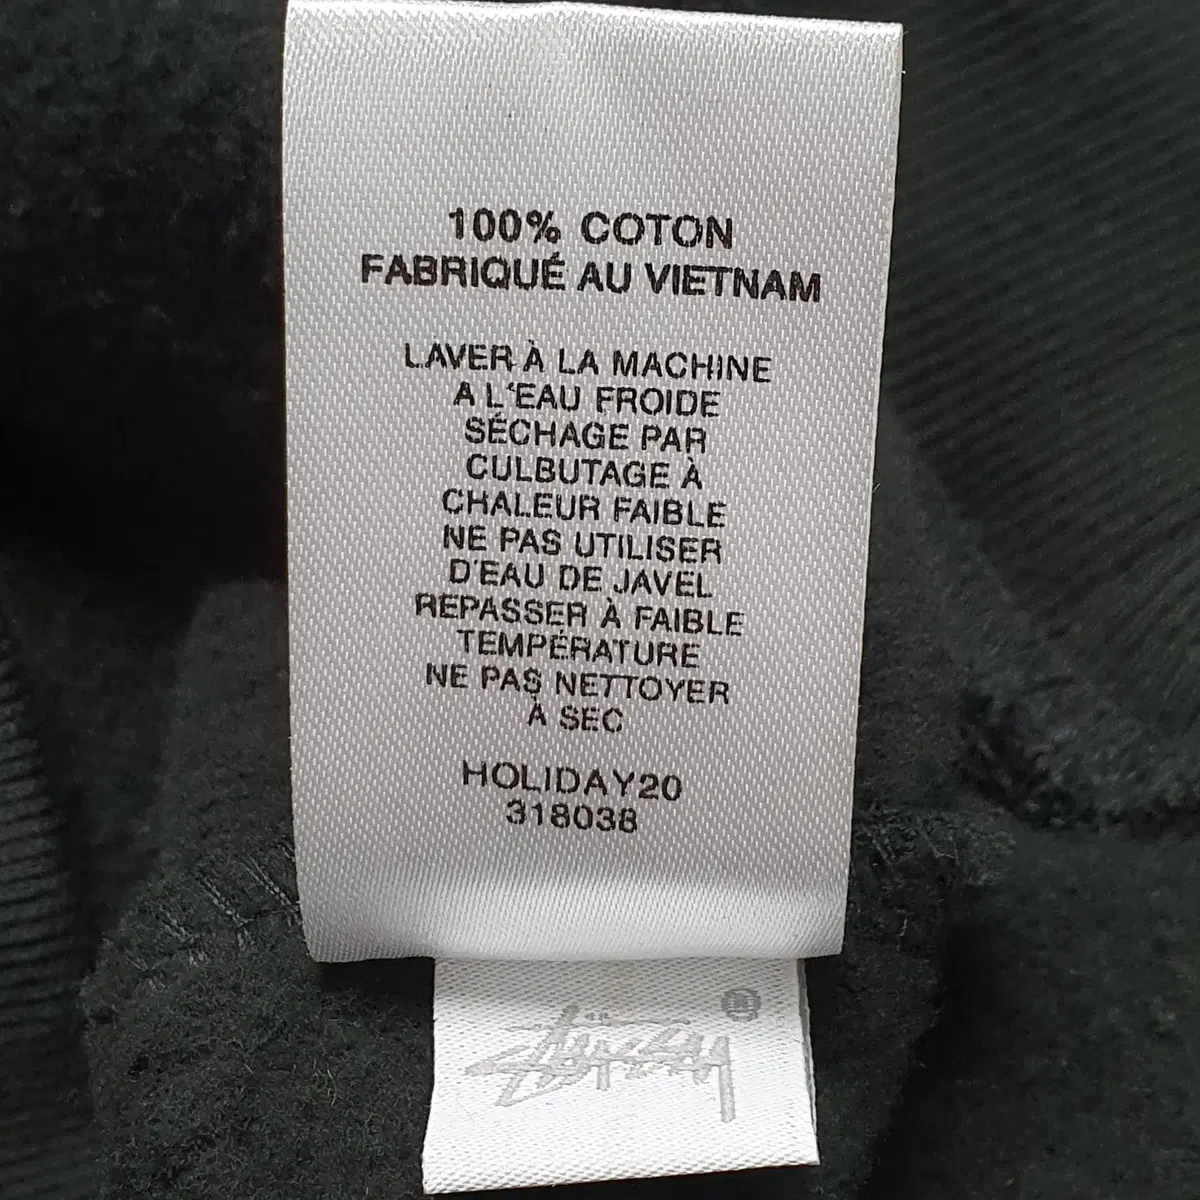 100% COTON
FABRIQUÉ AU VIETNAM
LAVER À LA MACHINE
A L'EAU FROIDE
SÉCHAGE PAR
CULBUTAGE À
CHALEUR FAIBLE
NE PAS UTILISER
D'EAU DE JAVEL
REPASSER À FAIBLE
TEMPÉRATURE
NE PAS NETTOYER
À SEC
HOLIDAY20
318038
®
Stüssy